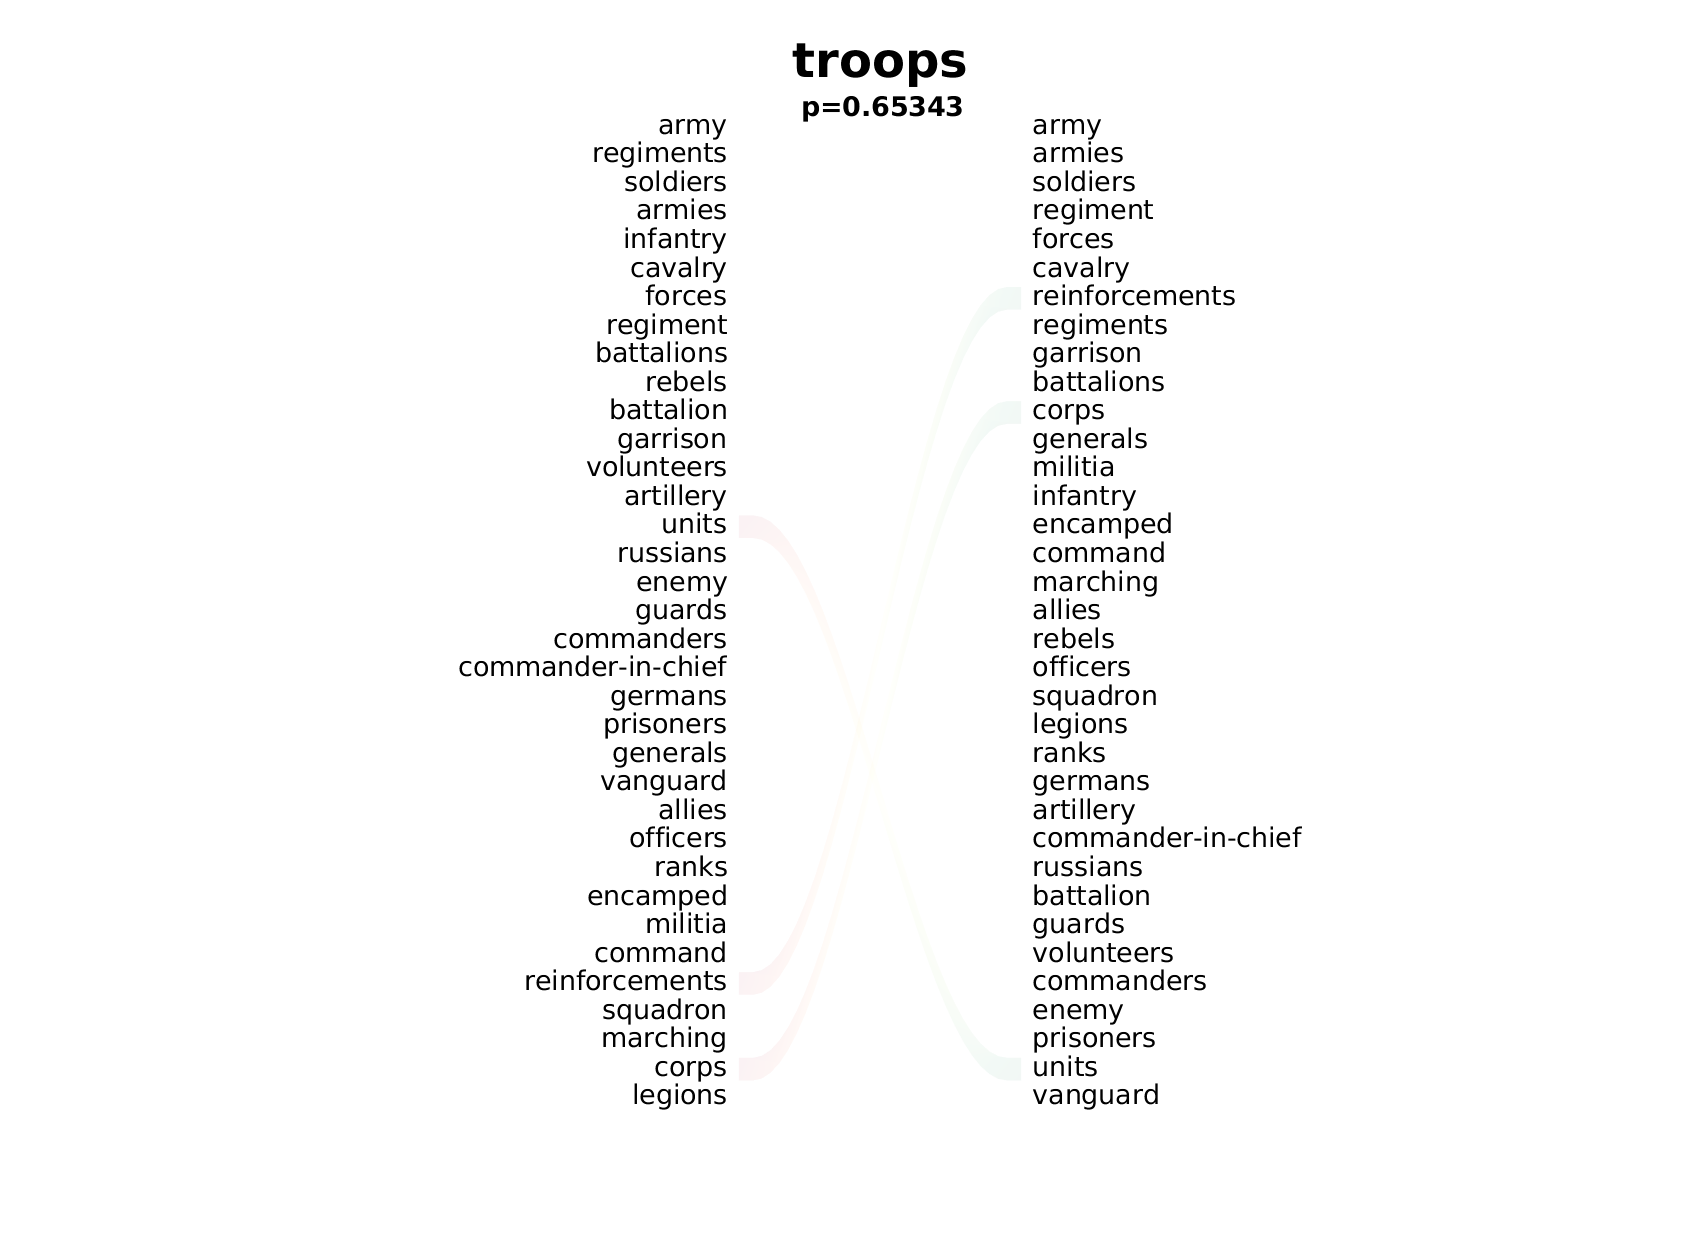 troops
p=0.65343
army army
regiments armies
soldiers soldiers
armies regiment
infantry forces
cavalry cavalry
forces reinforcements
regiment regiments
battalions garrison
rebels battalions
battalion corps
garrison generals
volunteers militia
artillery infantry
units encamped
russians command
enemy marching
guards allies
commanders rebels
commander-in-chief officers
germans squadron
prisoners legions
generals ranks
vanguard germans
allies artillery
officers commander-in-chief
ranks russians
encamped battalion
militia guards
command volunteers
reinforcements commanders
squadron enemy
marching prisoners
corps units
legions vanguard